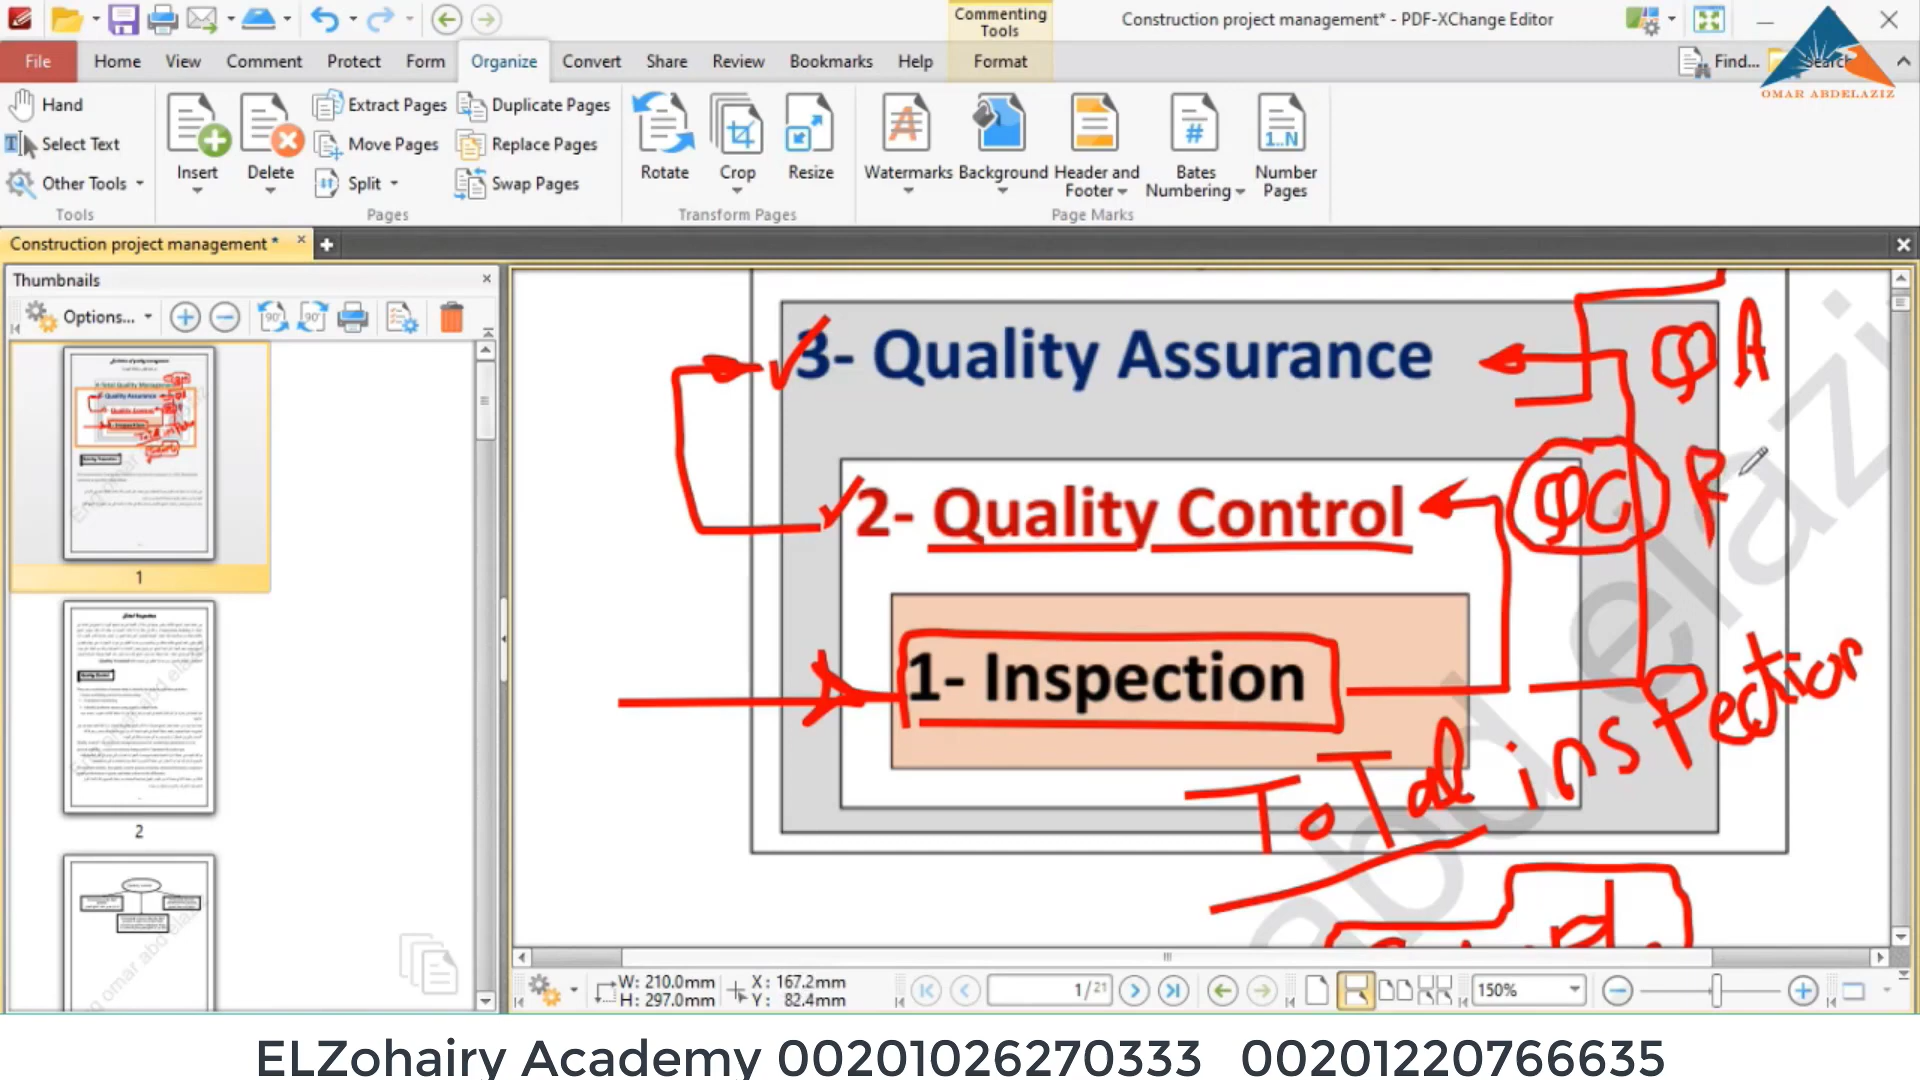 Commenting Tools
Construction project management* - PDF-XChange Editor
File Home View Comment Protect Form Organize Convert Share Review Bookmarks Help Format Find...
OMAR ABDELAZIZ
Hand
Select Text
Other Tools
Tools
Insert
Delete
Extract Pages
Move Pages
Split
Duplicate Pages
Replace Pages
Swap Pages
Pages
Rotate
Crop
Resize
Transform Pages
Watermarks
Background
Header and Footer
Bates Numbering
Number Pages
Page Marks
Construction project management *
Thumbnails
Options...
1
2
3- Quality Assurance
QA
2- Quality Control
QC
R
1- Inspection
Total inspection
abd elazi
W: 210.0mm
H: 297.0mm
X: 167.2mm
Y: 82.4mm
1/21
150%
ELZohairy Academy 00201026270333 00201220766635